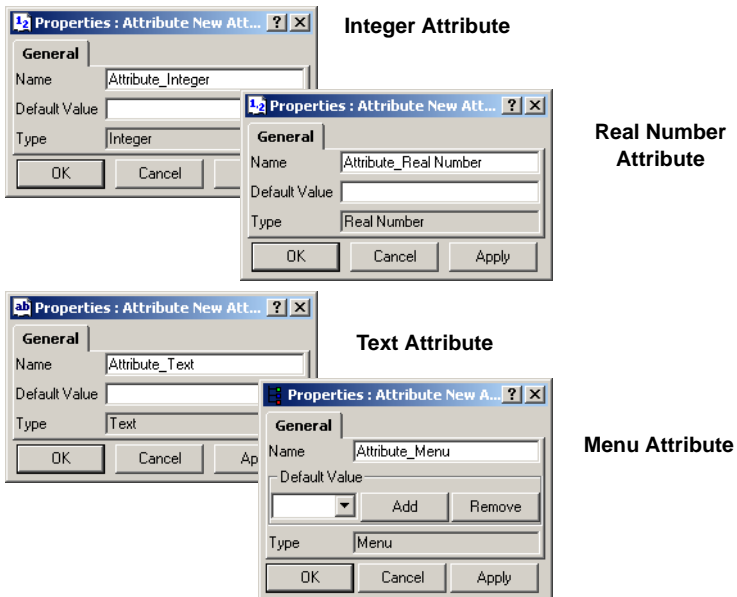 Properties : Attribute New Att...
Integer Attribute
General
Name Attribute_Integer
Default Value
Type Integer
OK Cancel
Properties : Attribute New Att...
Real Number
Attribute
General
Name Attribute_Real Number
Default Value
Type Real Number
OK Cancel Apply
Properties : Attribute New Att...
Text Attribute
General
Name Attribute_Text
Default Value
Type Text
OK Cancel Ap
Properties : Attribute New A...
Menu Attribute
General
Name Attribute_Menu
Default Value
Add Remove
Type Menu
OK Cancel Apply